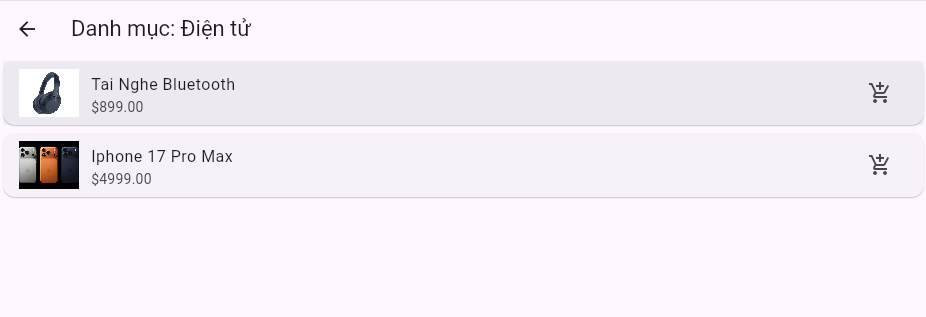 Danh mục: Điện tử
Tai Nghe Bluetooth
$899.00
Iphone 17 Pro Max
$4999.00